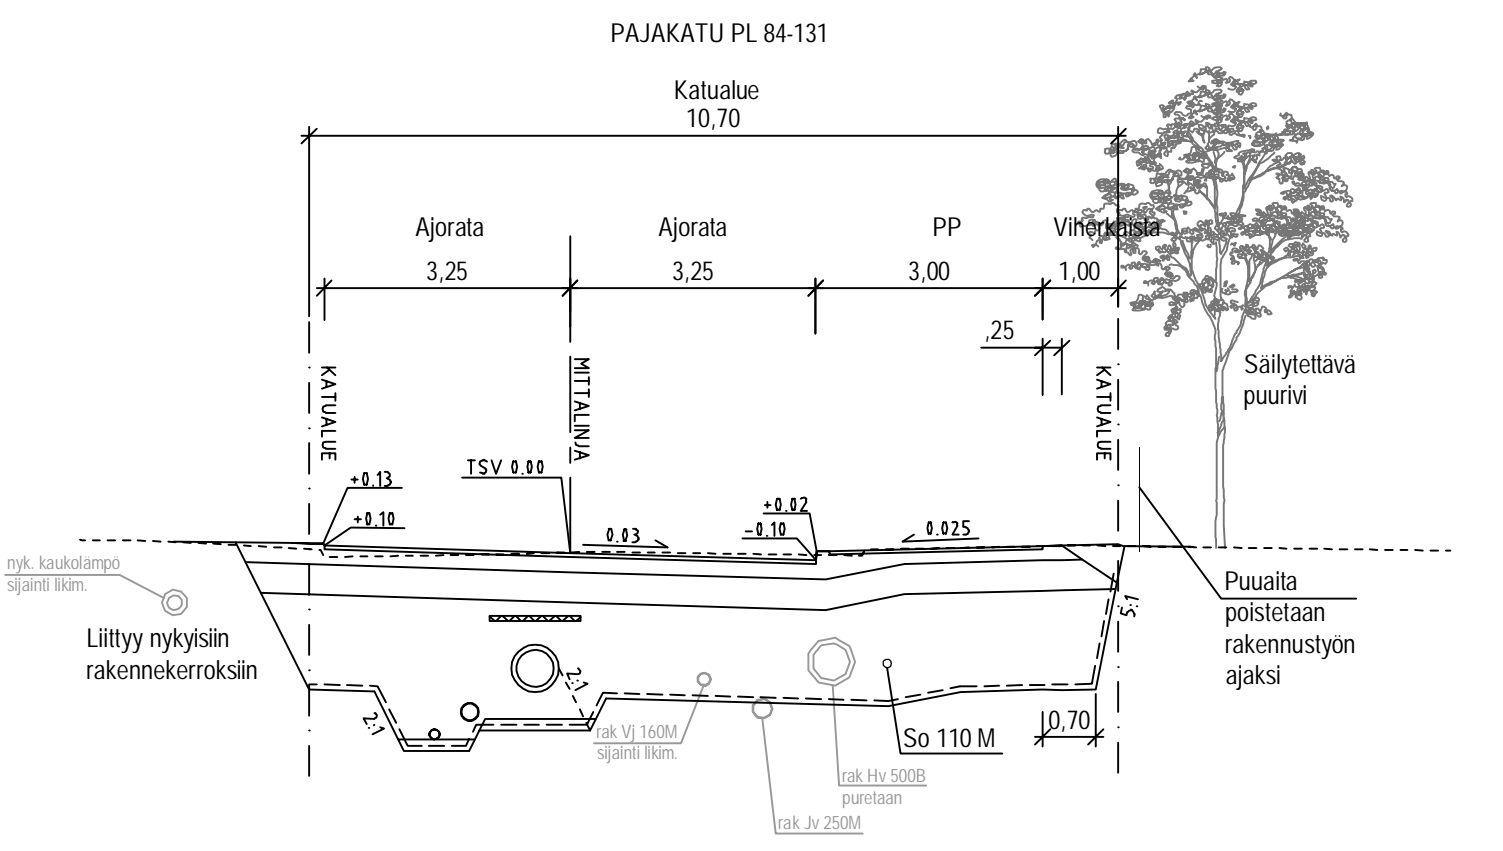 PAJAKATU PL 84-131
Katualue
10,70
Ajorata
Ajorata
PP
Viherkaista
3,25
3,25
3,00
1,00
,25
KATUALUE
MITTALINJA
KATUALUE
Säilytettävä
puurivi
+0.13
+0.10
TSV 0.00
0.03
+0.02
-0.10
0.025
nyk. kaukolämpö
sijainti likim.
Liittyy nykyisiin
rakennekerroksiin
5:1
Puuaita
poistetaan
rakennustyön
ajaksi
2:1
2:1
rak Vj 160M
sijainti likim.
So 110 M
0,70
rak Hv 500B
puretaan
rak Jv 250M